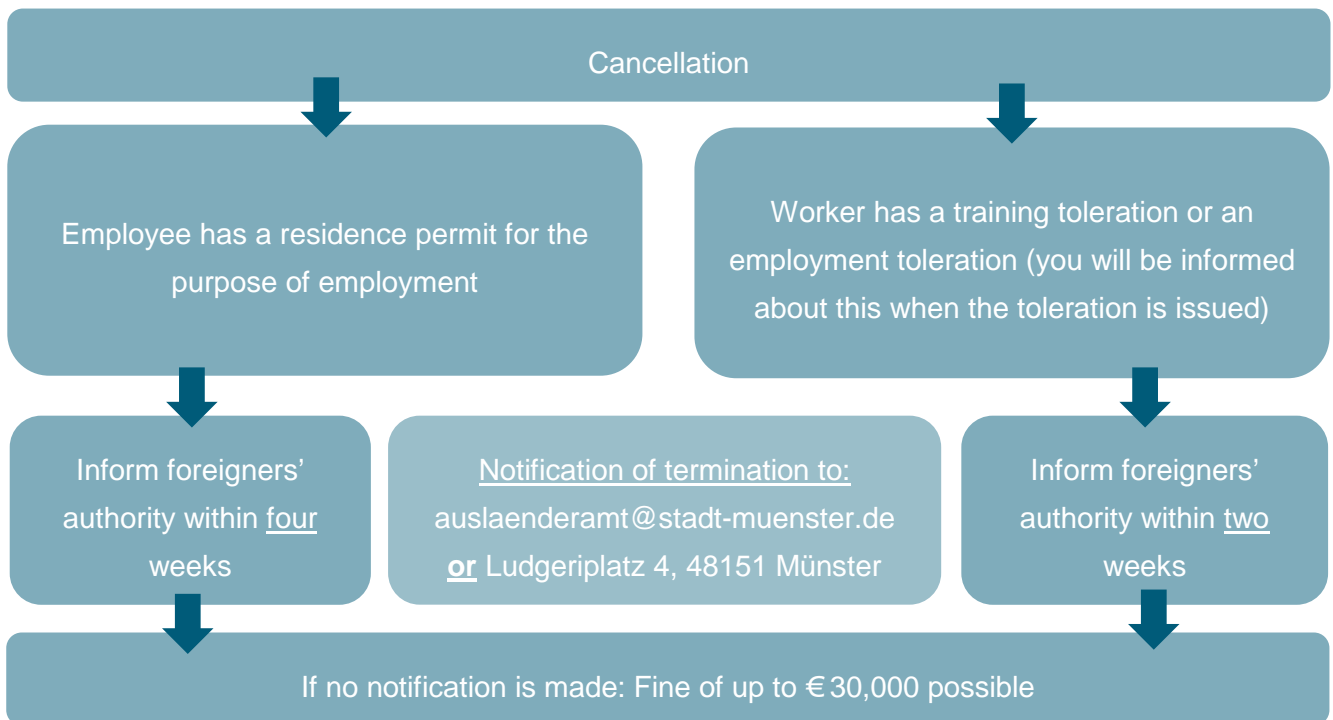 Cancellation
Employee has a residence permit for the
purpose of employment
Worker has a training toleration or an
employment toleration (you will be informed
about this when the toleration is issued)
Inform foreigners’
authority within four
weeks
Notification of termination to:
auslaenderamt@stadt-muenster.de
or Ludgeriplatz 4, 48151 Münster
Inform foreigners’
authority within two
weeks
If no notification is made: Fine of up to €30,000 possible